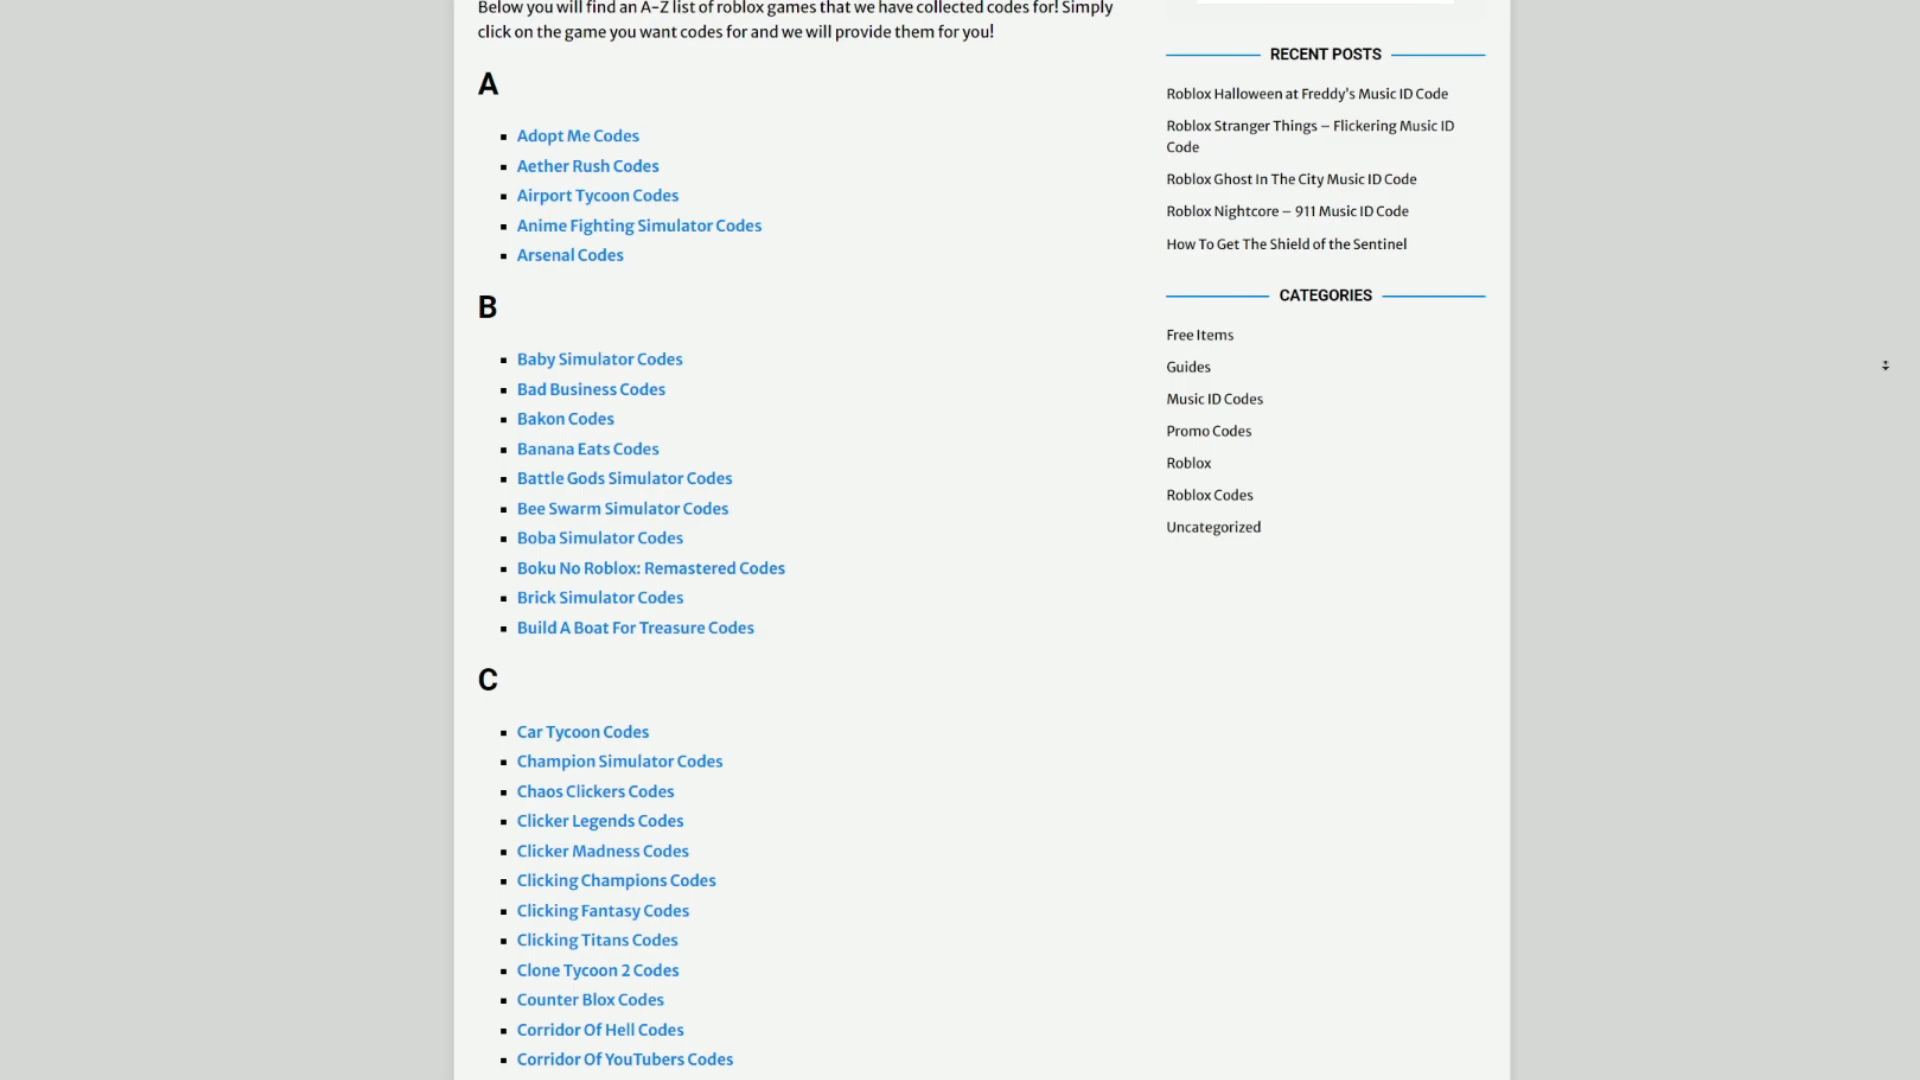 Below you will find an A-Z list of roblox games that we have collected codes for! Simply
click on the game you want codes for and we will provide them for you!
A
Adopt Me Codes
Aether Rush Codes
Airport Tycoon Codes
Anime Fighting Simulator Codes
Arsenal Codes
B
Baby Simulator Codes
Bad Business Codes
Bakon Codes
Banana Eats Codes
Battle Gods Simulator Codes
Bee Swarm Simulator Codes
Boba Simulator Codes
Boku No Roblox: Remastered Codes
Brick Simulator Codes
Build A Boat For Treasure Codes
C
Car Tycoon Codes
Champion Simulator Codes
Chaos Clickers Codes
Clicker Legends Codes
Clicker Madness Codes
Clicking Champions Codes
Clicking Fantasy Codes
Clicking Titans Codes
Clone Tycoon 2 Codes
Counter Blox Codes
Corridor Of Hell Codes
Corridor Of YouTubers Codes
RECENT POSTS
Roblox Halloween at Freddy's Music ID Code
Roblox Stranger Things – Flickering Music ID
Code
Roblox Ghost In The City Music ID Code
Roblox Nightcore – 911 Music ID Code
How To Get The Shield of the Sentinel
CATEGORIES
Free Items
Guides
Music ID Codes
Promo Codes
Roblox
Roblox Codes
Uncategorized